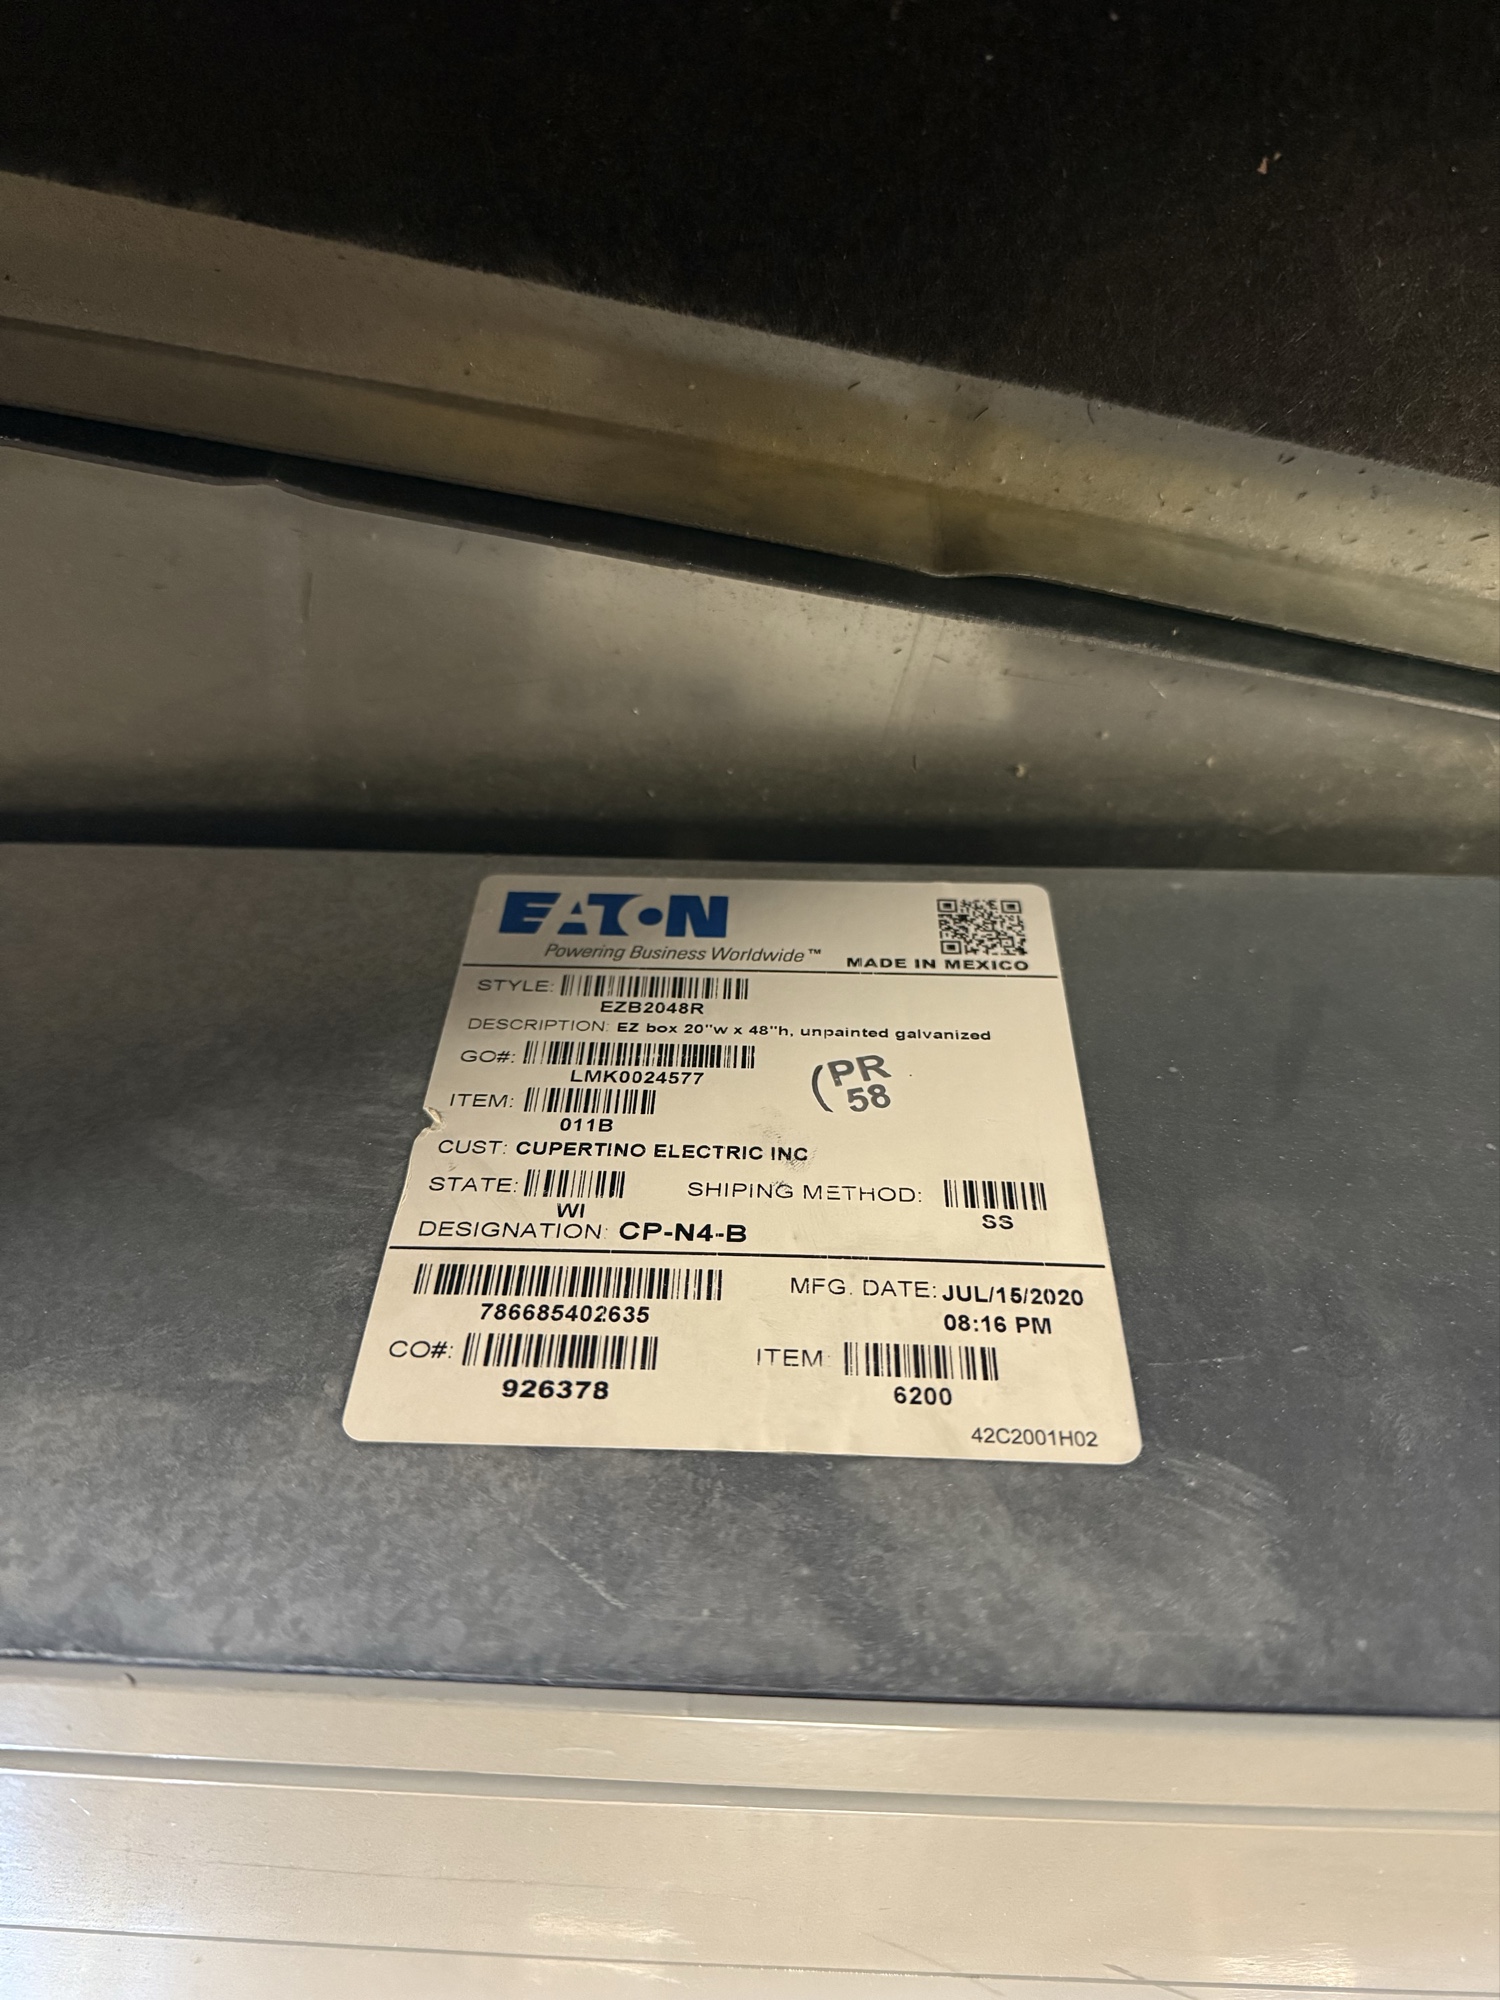 EATON
Powering Business Worldwide™
MADE IN MEXICO
STYLE:
EZB2048R
DESCRIPTION: EZ box 20"w x 48"h, unpainted galvanized
GO#:
LMK0024577
(PR
58
ITEM:
011B
CUST: CUPERTINO ELECTRIC INC
STATE:
WI
SHIPING METHOD:
SS
DESIGNATION: CP-N4-B
786685402635
MFG. DATE: JUL/15/2020
08:16 PM
CO#:
926378
ITEM:
6200
42C2001H02